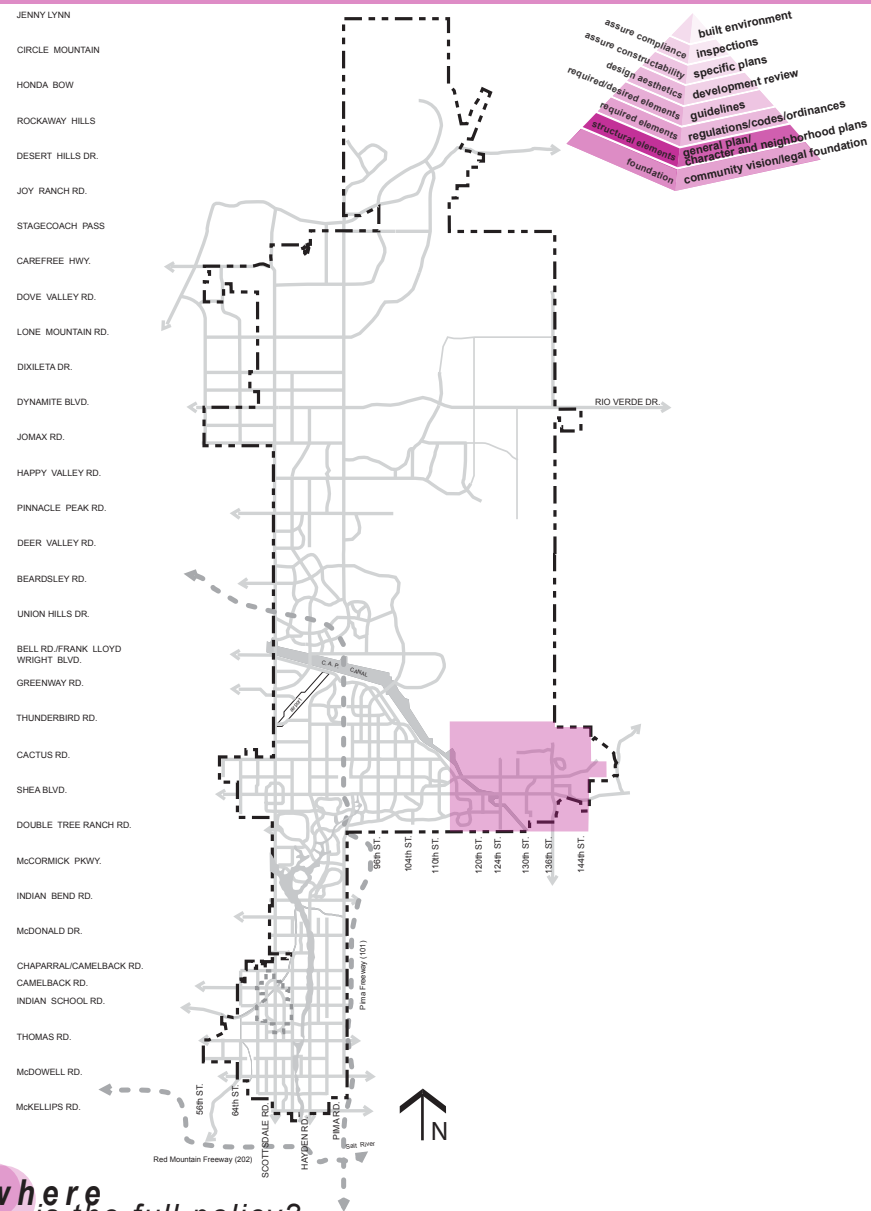 JENNY LYNN
CIRCLE MOUNTAIN
HONDA BOW
ROCKAWAY HILLS
DESERT HILLS DR.
JOY RANCH RD.
STAGECOACH PASS
CAREFREE HWY.
DOVE VALLEY RD.
LONE MOUNTAIN RD.
DIXILETA DR.
DYNAMITE BLVD.
JOMAX RD.
HAPPY VALLEY RD.
PINNACLE PEAK RD.
DEER VALLEY RD.
BEARDSLEY RD.
UNION HILLS DR.
BELL RD./FRANK LLOYD
WRIGHT BLVD.
GREENWAY RD.
THUNDERBIRD RD.
CACTUS RD.
SHEA BLVD.
DOUBLE TREE RANCH RD.
McCORMICK PKWY.
INDIAN BEND RD.
McDONALD DR.
CHAPARRAL/CAMELBACK RD.
CAMELBACK RD.
INDIAN SCHOOL RD.
THOMAS RD.
McDOWELL RD.
McKELLIPS RD.
assure compliance
built environment
assure constructability
inspections
design aesthetics
specific plans
required/desired elements
development review
required elements
guidelines
structural elements
regulations/codes/ordinances
general plan/
character and neighborhood plans
foundation
community vision/legal foundation
RIO VERDE DR.
C.A.P. CANAL
96th ST.
104th ST.
110th ST.
120th ST.
124th ST.
130th ST.
136th ST.
144th ST.
Pima Freeway (101)
56th ST.
64th ST.
SCOTTSDALE RD.
HAYDEN RD.
PIMA RD.
N
Salt River
Red Mountain Freeway (202)
where
is the full policy?